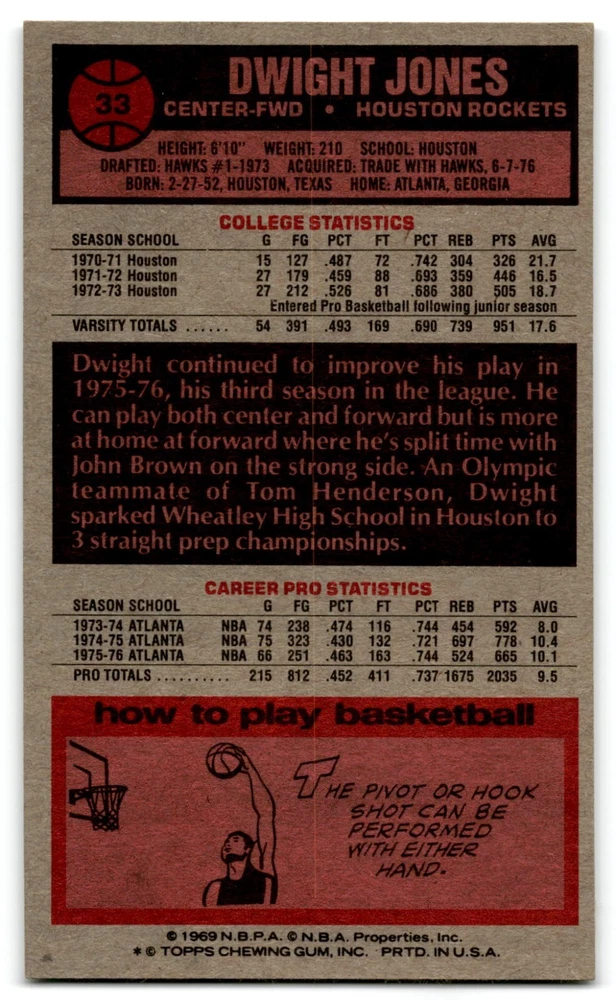 33
DWIGHT JONES
CENTER-FWD • HOUSTON ROCKETS
HEIGHT: 6'10" WEIGHT: 210 SCHOOL: HOUSTON
DRAFTED: HAWKS #1-1973 ACQUIRED: TRADE WITH HAWKS, 6-7-76
BORN: 2-27-52, HOUSTON, TEXAS HOME: ATLANTA, GEORGIA
COLLEGE STATISTICS
SEASON SCHOOL G FG PCT FT PCT REB PTS AVG
1970-71 Houston 15 127 .487 72 .742 304 326 21.7
1971-72 Houston 27 179 .459 88 .693 359 446 16.5
1972-73 Houston 27 212 .526 81 .686 380 505 18.7
Entered Pro Basketball following junior season
VARSITY TOTALS ...... 54 391 .493 169 .690 739 951 17.6
Dwight continued to improve his play in
1975-76, his third season in the league. He
can play both center and forward but is more
at home at forward where he's split time with
John Brown on the strong side. An Olympic
teammate of Tom Henderson, Dwight
sparked Wheatley High School in Houston to
3 straight prep championships.
CAREER PRO STATISTICS
SEASON SCHOOL G FG PCT FT PCT REB PTS AVG
1973-74 ATLANTA NBA 74 238 .474 116 .744 454 592 8.0
1974-75 ATLANTA NBA 75 323 .430 132 .721 697 778 10.4
1975-76 ATLANTA NBA 66 251 .463 163 .744 524 665 10.1
PRO TOTALS .......... 215 812 .452 411 .737 1675 2035 9.5
how to play basketball
THE PIVOT OR HOOK
SHOT CAN BE
PERFORMED
WITH EITHER
HAND.
© 1969 N.B.P.A. © N.B.A. Properties, Inc.
* © TOPPS CHEWING GUM, INC. PRTD. IN U.S.A.